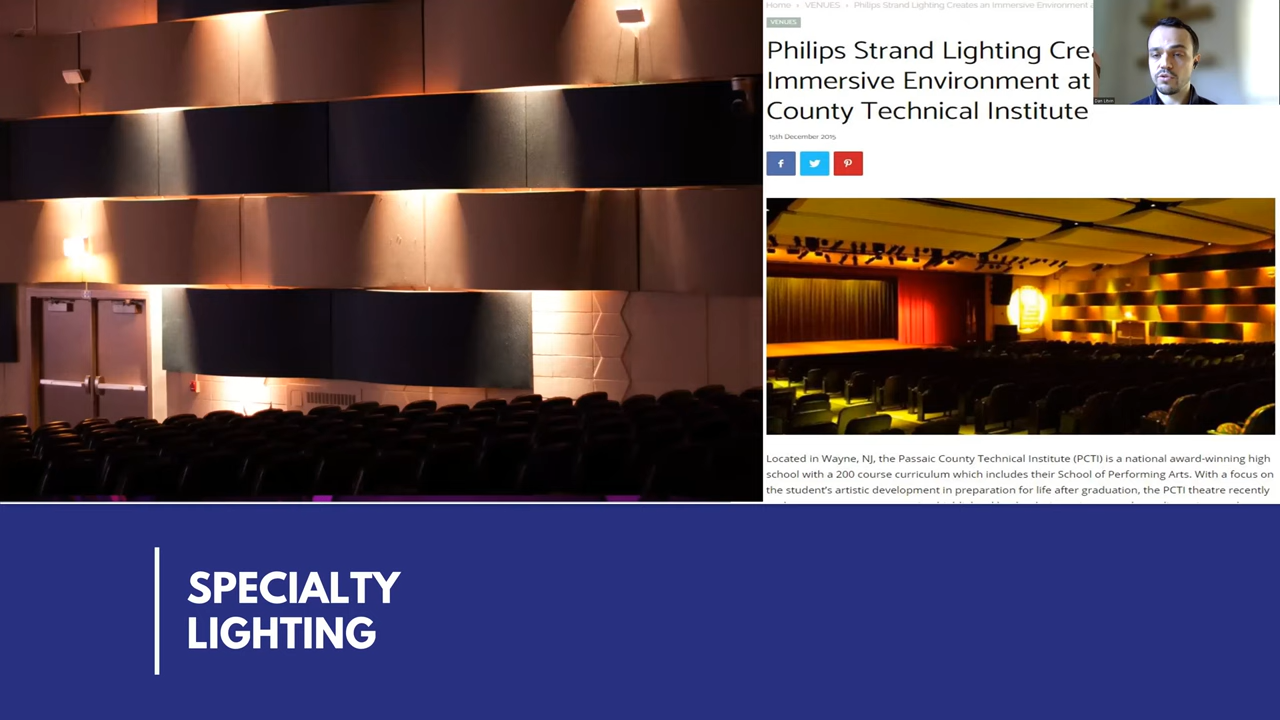 Home › VENUES › Philips Strand Lighting Creates an Immersive Environment
VENUES
Philips Strand Lighting Cre
Immersive Environment at
County Technical Institute
15th December 2015
Located in Wayne, NJ, the Passaic County Technical Institute (PCTI) is a national award-winning high
school with a 200 course curriculum which includes their School of Performing Arts. With a focus on
the student's artistic development in preparation for life after graduation, the PCTI theatre recently
SPECIALTY
LIGHTING